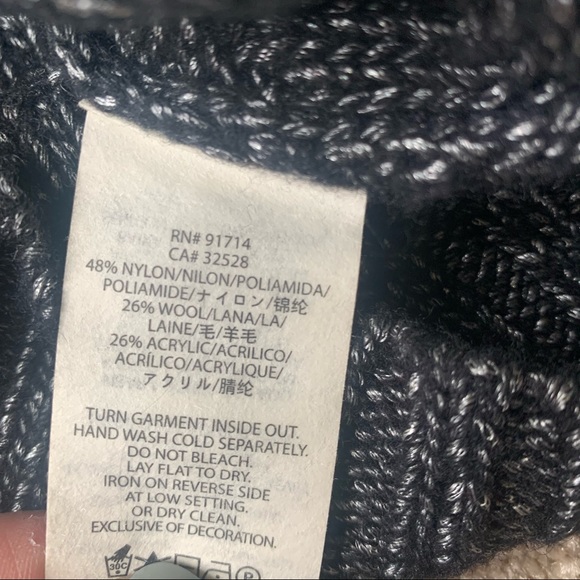 RN# 91714
CA# 32528
48% NYLON/NILON/POLIAMIDA/
POLIAMIDE/ナイロン/锦纶
26% WOOL/LANA/LA/
LAINE/毛/羊毛
26% ACRYLIC/ACRILICO/
ACRÍLICO/ACRYLIQUE/
アクリル/腈纶
TURN GARMENT INSIDE OUT.
HAND WASH COLD SEPARATELY.
DO NOT BLEACH.
LAY FLAT TO DRY.
IRON ON REVERSE SIDE
AT LOW SETTING.
OR DRY CLEAN.
EXCLUSIVE OF DECORATION.
30C P